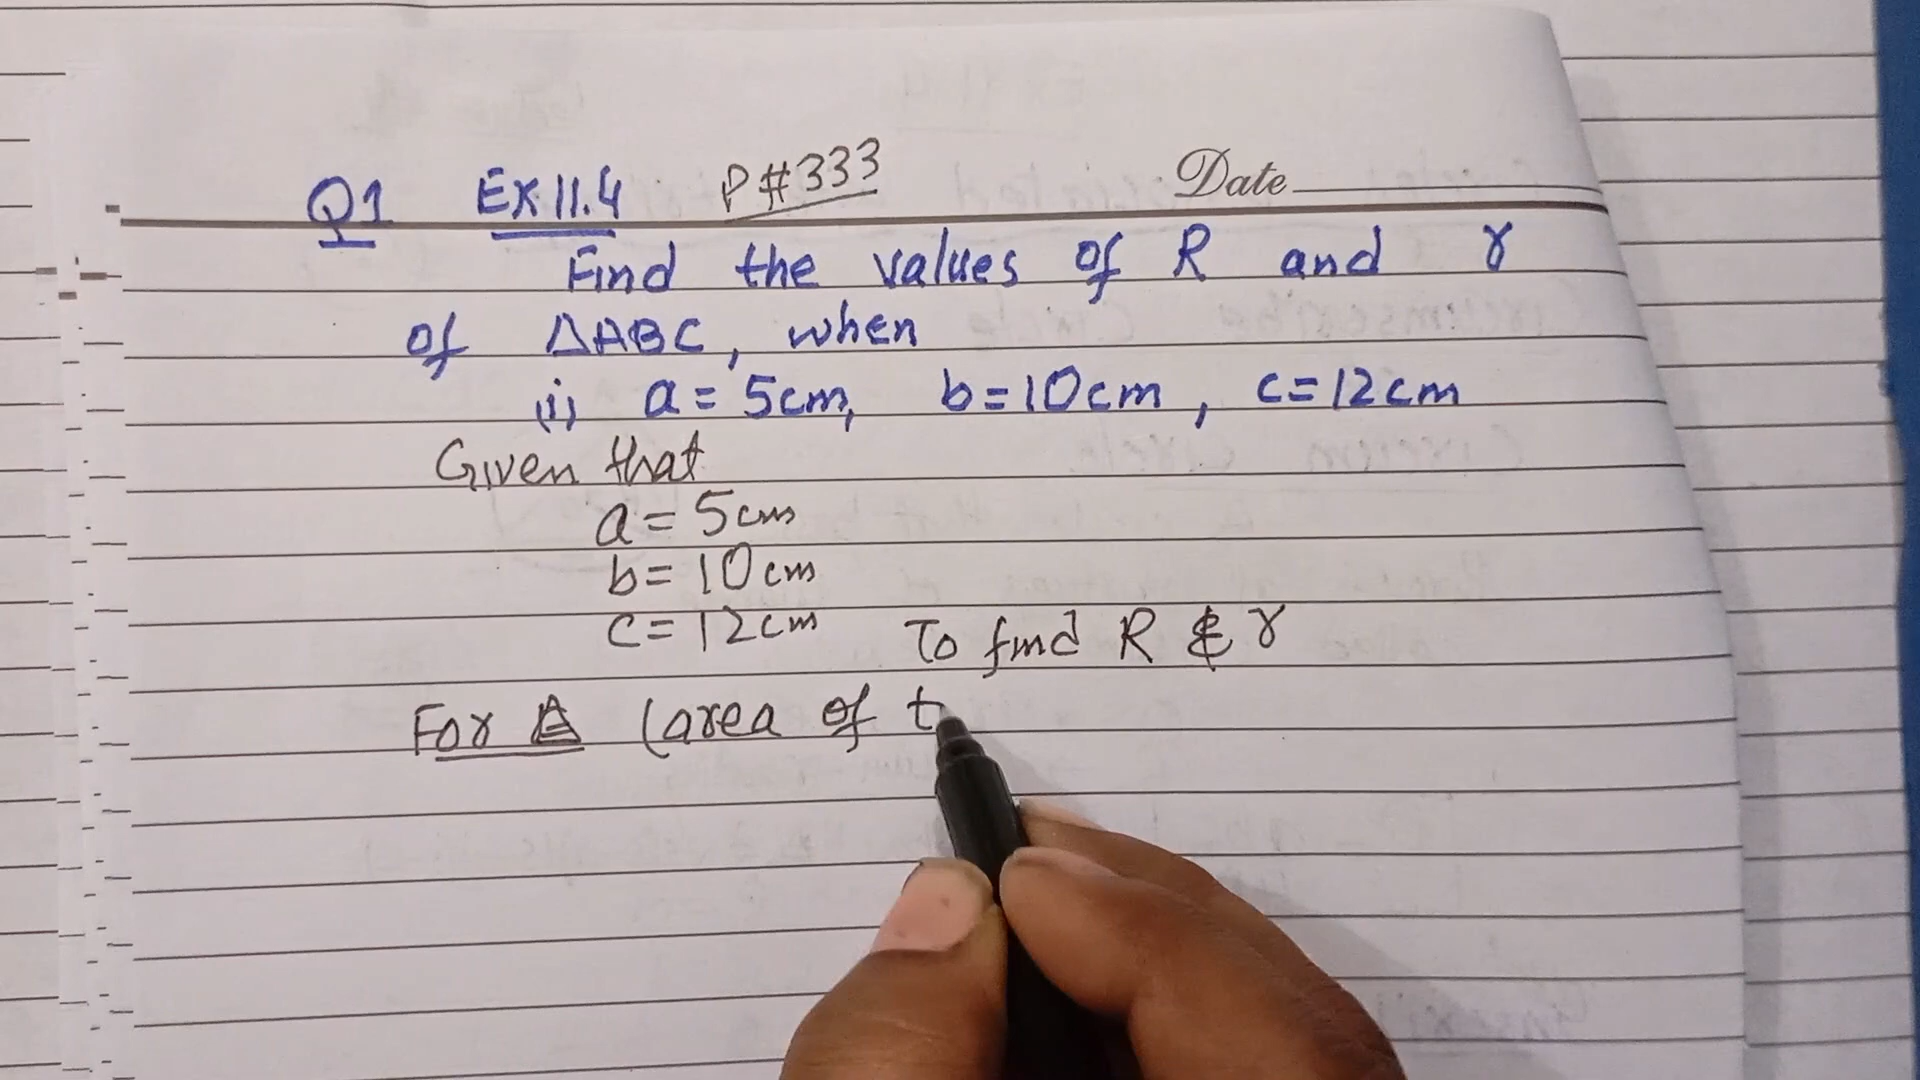 Q1 Ex 11.4 P#333 Date
Find the values of R and r
of ΔABC, when
(i) a = 5cm, b=10cm, c=12cm
Given that
a = 5cm
b= 10cm
c= 12cm To find R & r
For Δ (area of t